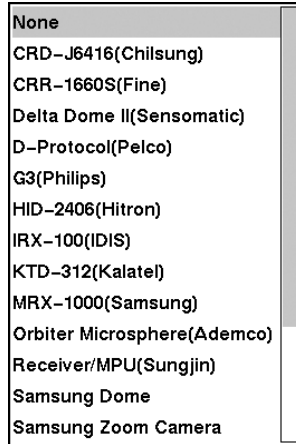 None
CRD-J6416(Chilsung)
CRR-1660S(Fine)
Delta Dome II(Sensomatic)
D-Protocol(Pelco)
G3(Philips)
HID-2406(Hitron)
IRX-100(IDIS)
KTD-312(Kalatel)
MRX-1000(Samsung)
Orbiter Microsphere(Ademco)
Receiver/MPU(Sungjin)
Samsung Dome
Samsung Zoom Camera